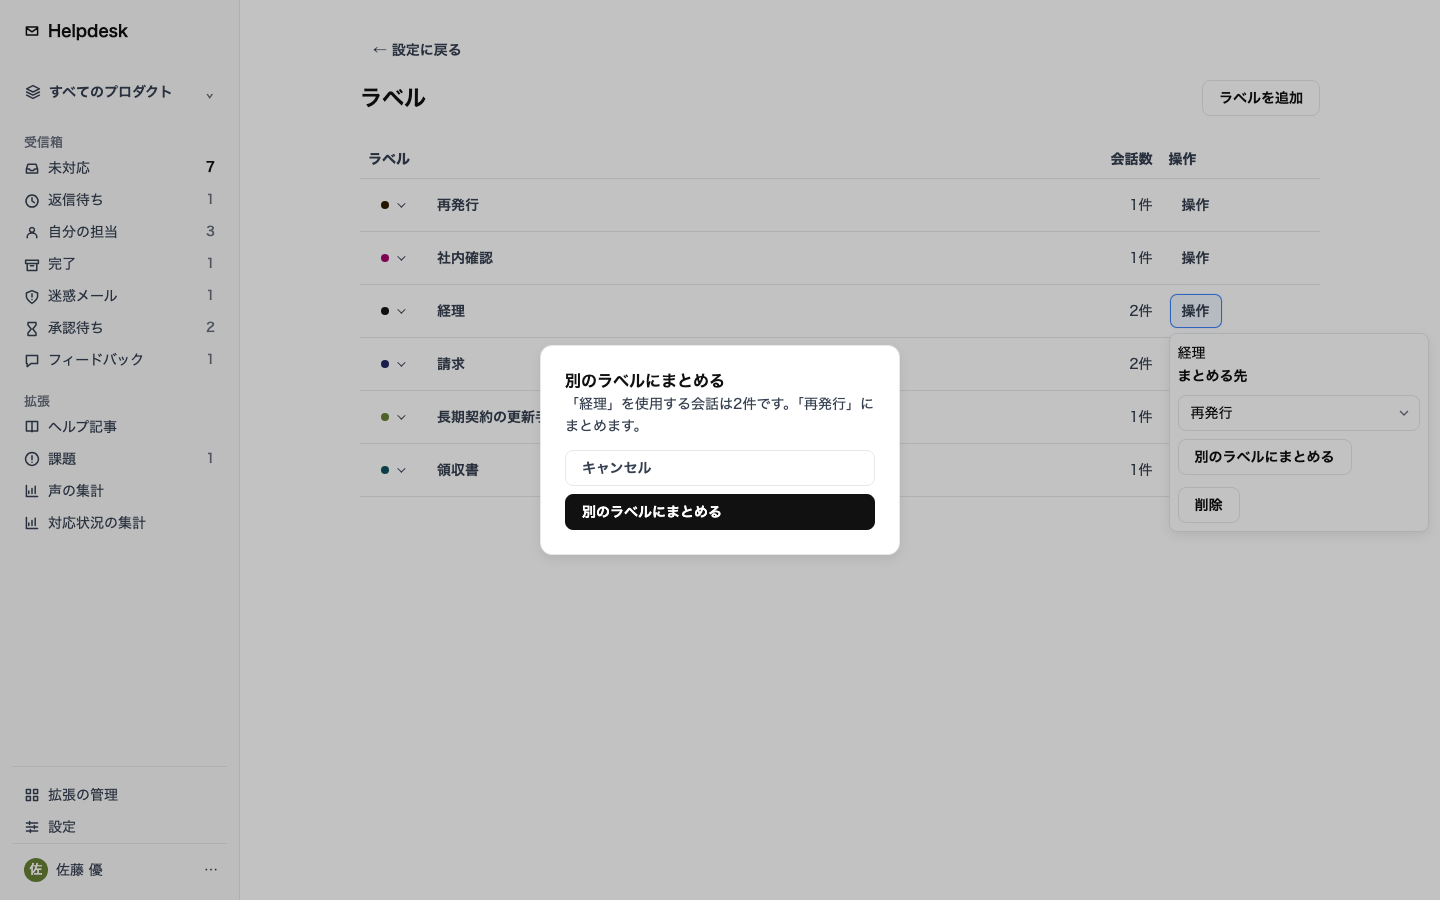 Helpdesk
すべてのプロダクト
受信箱
未対応 7
返信待ち 1
自分の担当 3
完了 1
迷惑メール 1
承認待ち 2
フィードバック 1
拡張
ヘルプ記事
課題 1
声の集計
対応状況の集計
拡張の管理
設定
佐 佐藤 優 …
← 設定に戻る
ラベル
ラベルを追加
ラベル 会話数 操作
再発行 1件 操作
社内確認 1件 操作
経理 2件 操作
請求 2件
長期契約の更新 1件
領収書 1件
経理
まとめる先
再発行
別のラベルにまとめる
削除
別のラベルにまとめる
「経理」を使用する会話は2件です。「再発行」に
まとめます。
キャンセル
別のラベルにまとめる